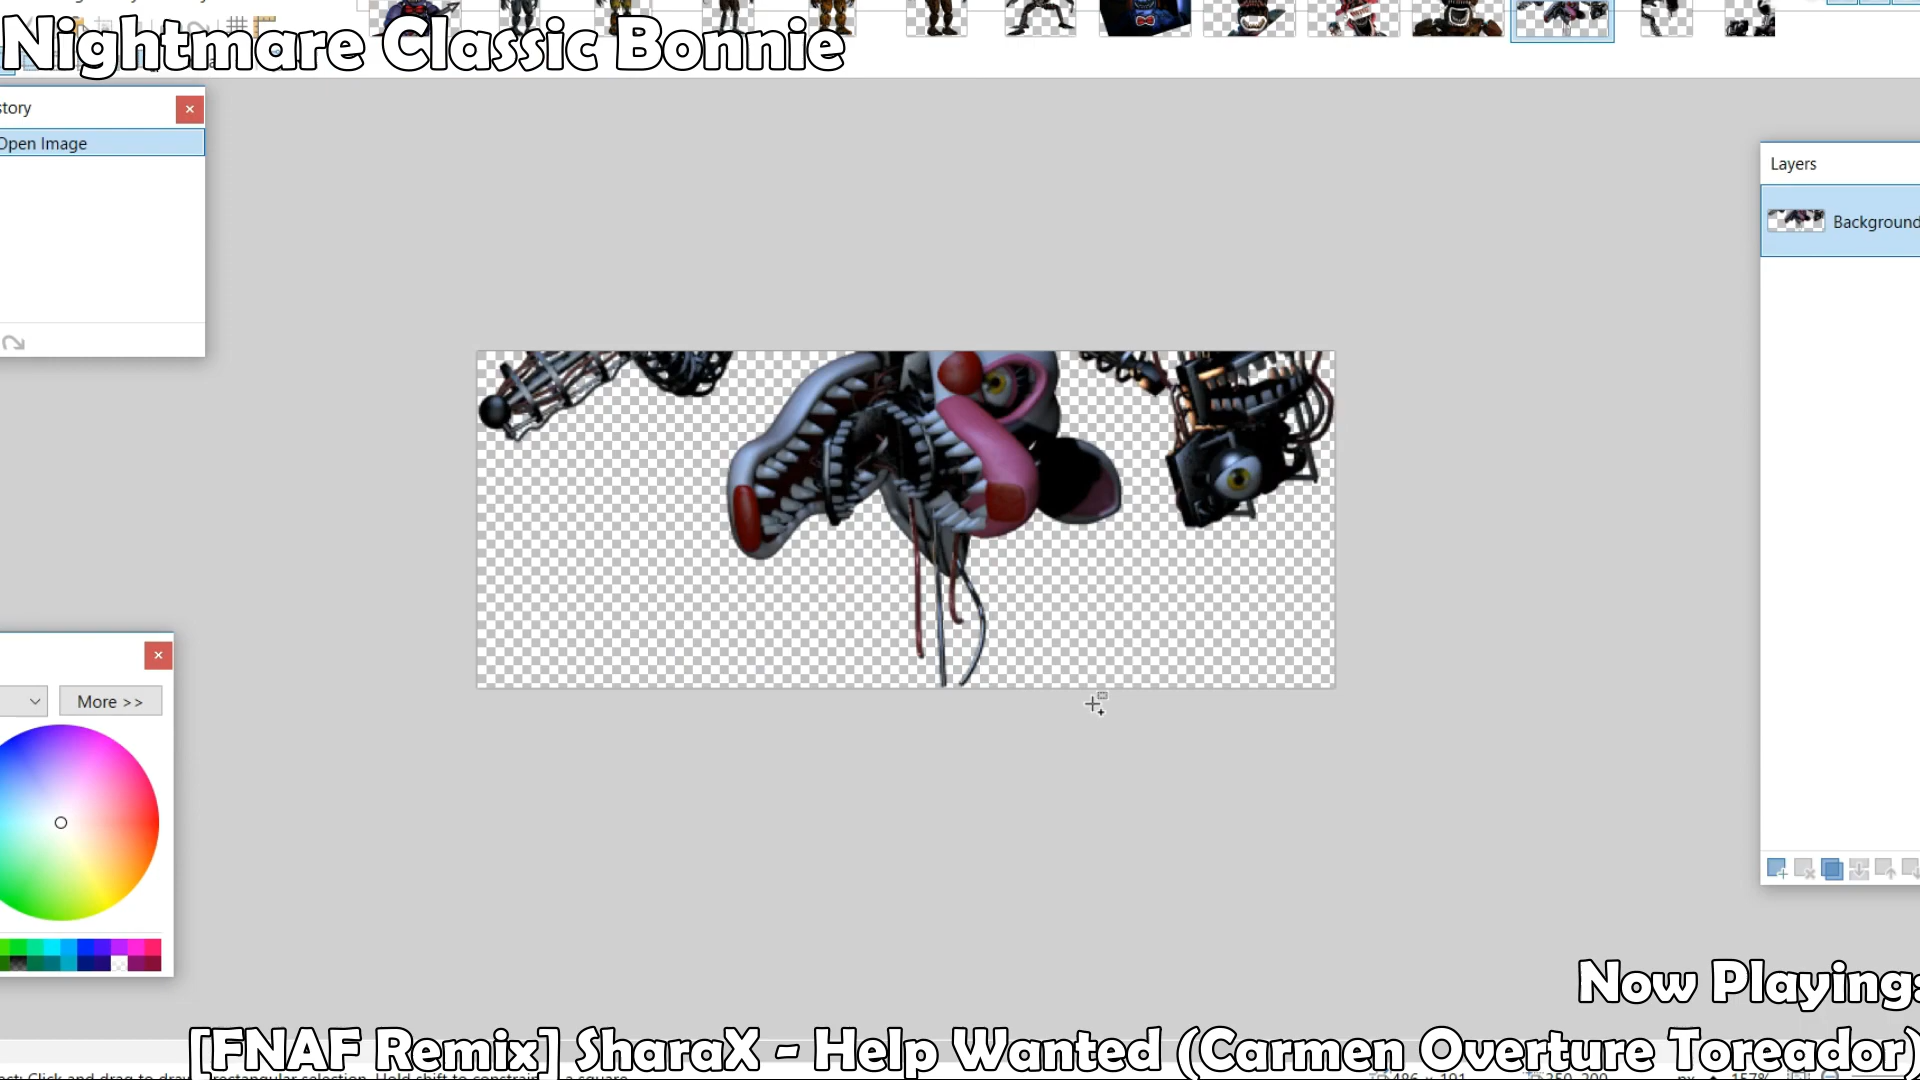 Nightmare Classic Bonnie
story
Open Image
Layers
Background
More >>
Now Playing:
[FNAF Remix] SharaX - Help Wanted (Carmen Overture Toreador)